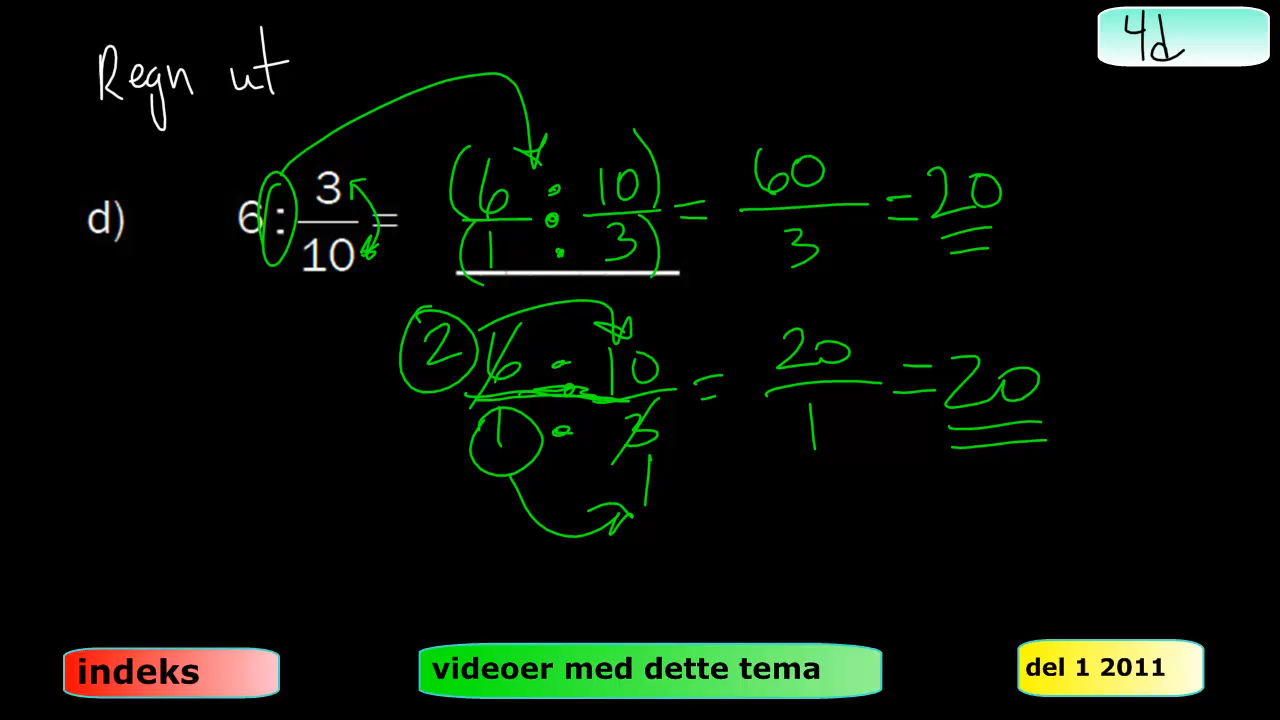 4d
Regn ut
d) 6 : 3/10 = (6/1 · 10/3) = 60/3 = 20
2 6 · 10 / 1 · 3 1 = 20/1 = 20
indeks
videoer med dette tema
del 1 2011